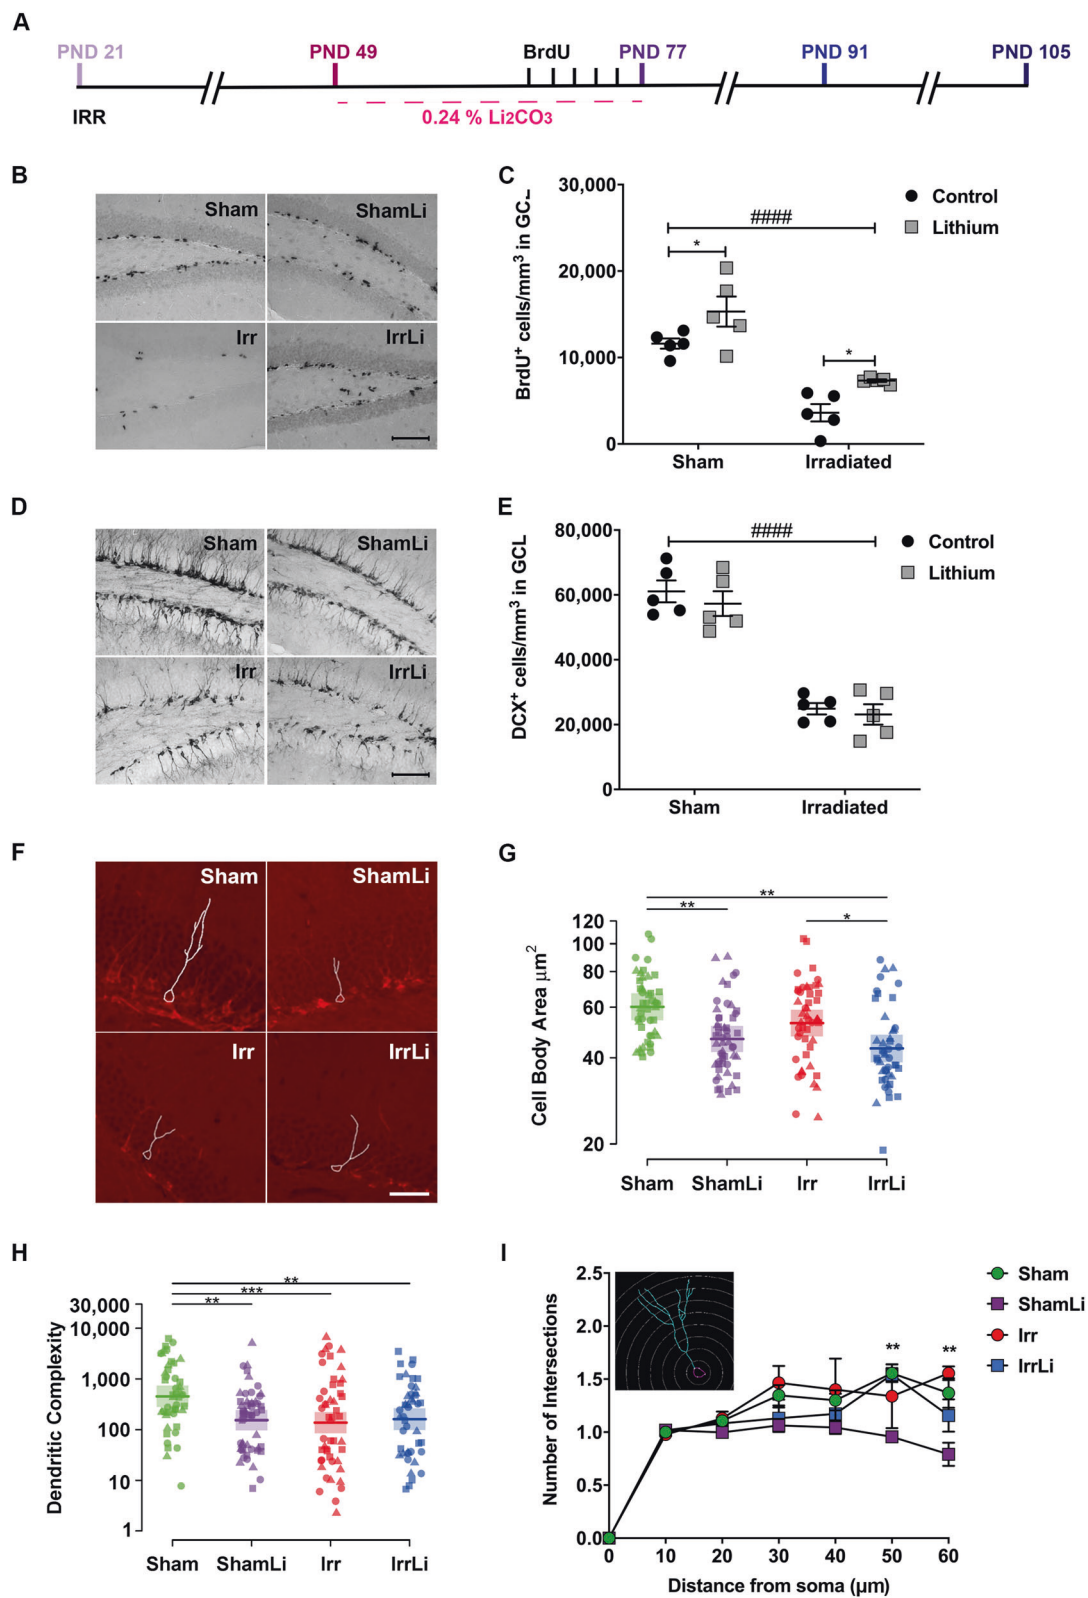 A
PND 21 PND 49 BrdU PND 77 PND 91 PND 105
IRR 0.24 % Li2CO3
B
Sham ShamLi
Irr IrrLi
C
BrdU+ cells/mm3 in GCL
30,000
20,000
10,000
0
####
*
*
Sham Irradiated
Control
Lithium
D
Sham ShamLi
Irr IrrLi
E
DCX+ cells/mm3 in GCL
80,000
60,000
40,000
20,000
0
####
Sham Irradiated
Control
Lithium
F
Sham ShamLi
Irr IrrLi
G
Cell Body Area μm2
120
100
80
60
40
20
**
**
*
Sham ShamLi Irr IrrLi
H
Dendritic Complexity
30,000
10,000
1,000
100
10
1
**
***
**
Sham ShamLi Irr IrrLi
I
Number of Intersections
2.5
2.0
1.5
1.0
0.5
0.0
** **
0 10 20 30 40 50 60
Distance from soma (μm)
Sham
ShamLi
Irr
IrrLi